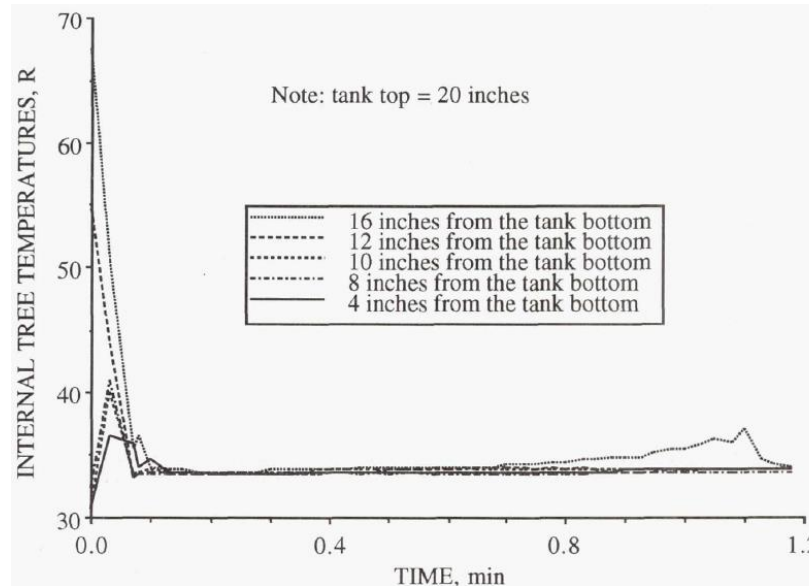 INTERNAL TREE TEMPERATURES, R
70
60
50
40
30
Note: tank top = 20 inches
16 inches from the tank bottom
12 inches from the tank bottom
10 inches from the tank bottom
8 inches from the tank bottom
4 inches from the tank bottom
0.0
0.4
0.8
TIME, min